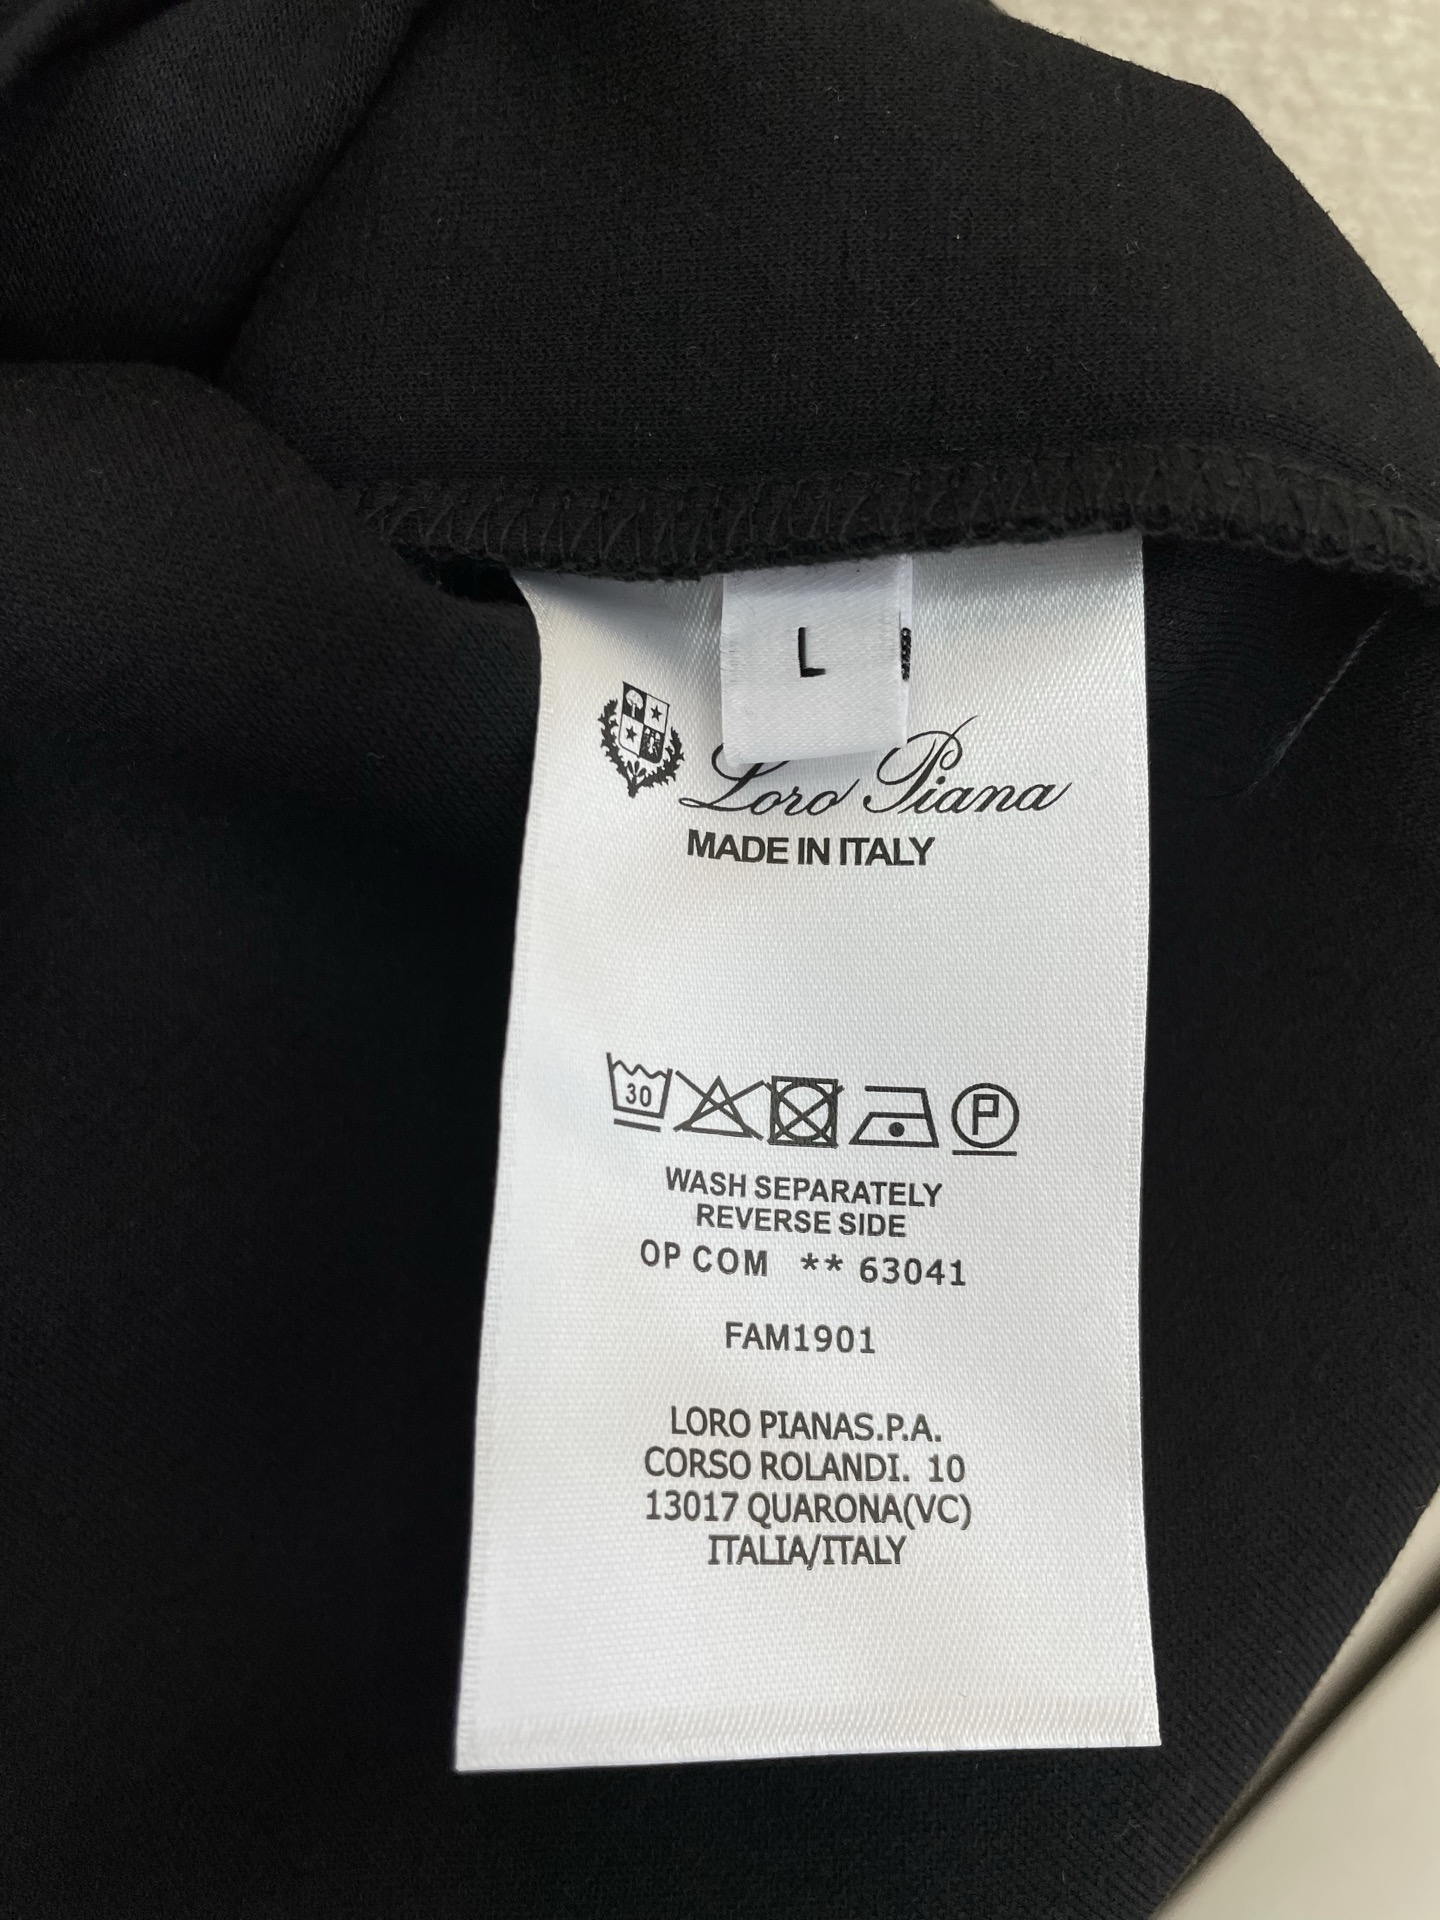 L
Loro Piana
MADE IN ITALY
30
P
WASH SEPARATELY
REVERSE SIDE
OP COM ** 63041
FAM1901
LORO PIANAS.P.A.
CORSO ROLANDI. 10
13017 QUARONA(VC)
ITALIA/ITALY